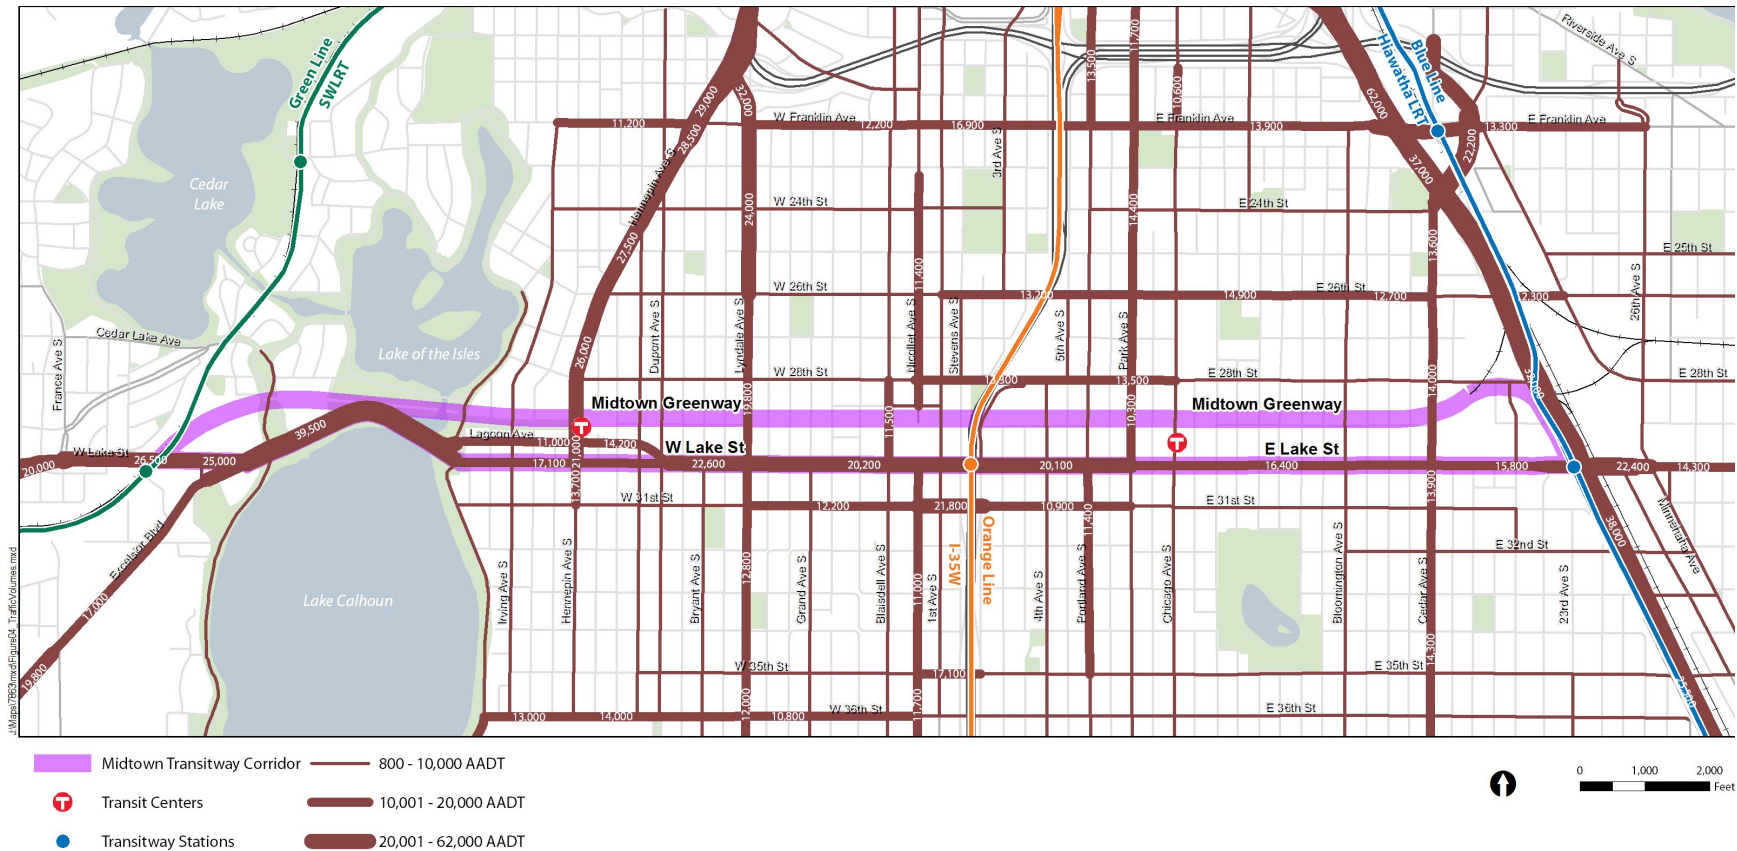 Riverside Ave S
Green Line
SWLRT
Blue Line
Hiawatha LRT
29,000
32,000
13,500
11,700
10,600
62,000
11,200
W Franklin Ave
12,200
16,900
E Franklin Ave
13,900
13,300
E Franklin Ave
28,500
3rd Ave S
37,000
22,200
Cedar
Lake
Hennepin Ave S
W 24th St
24,000
14,400
E 24th St
27,500
13,600
E 25th St
11,400
W 26th St
13,200
14,900
E 26th St
12,700
12,300
26th Ave S
Cedar Lake Ave
France Ave S
Lake of the Isles
26,000
Dupont Ave S
Lyndale Ave S
Nicollet Ave S
Stevens Ave S
5th Ave S
Park Ave S
W 28th St
13,500
E 28th St
14,000
E 28th St
19,800
Midtown Greenway
Midtown Greenway
11,500
10,300
39,500
Lagoon Ave
11,000
14,200
21,000
W Lake St
E Lake St
W Lake St
20,000
26,500
25,000
17,100
22,600
20,200
20,100
16,400
15,800
22,400
14,300
13,700
13,900
W 31st St
12,200
21,800
10,900
E 31st St
11,400
Minnehaha Ave
38,000
Excelsior Blvd
Orange Line
I-35W
E 32nd St
Irving Ave S
Hennepin Ave S
Bryant Ave S
12,800
Grand Ave S
Blaisdell Ave S
11,000
1st Ave S
4th Ave S
Portland Ave S
Chicago Ave S
Bloomington Ave S
Cedar Ave S
23rd Ave S
Lake Calhoun
17,000
19,800
W 35th St
17,100
E 35th St
14,300
13,000
14,000
12,000
10,800
W 36th St
11,700
E 36th St
J:\Maps\7863\mxd\Figure04_TrafficVolumes.mxd
Midtown Transitway Corridor
800 - 10,000 AADT
Transit Centers
10,001 - 20,000 AADT
Transitway Stations
20,001 - 62,000 AADT
0 1,000 2,000
Feet